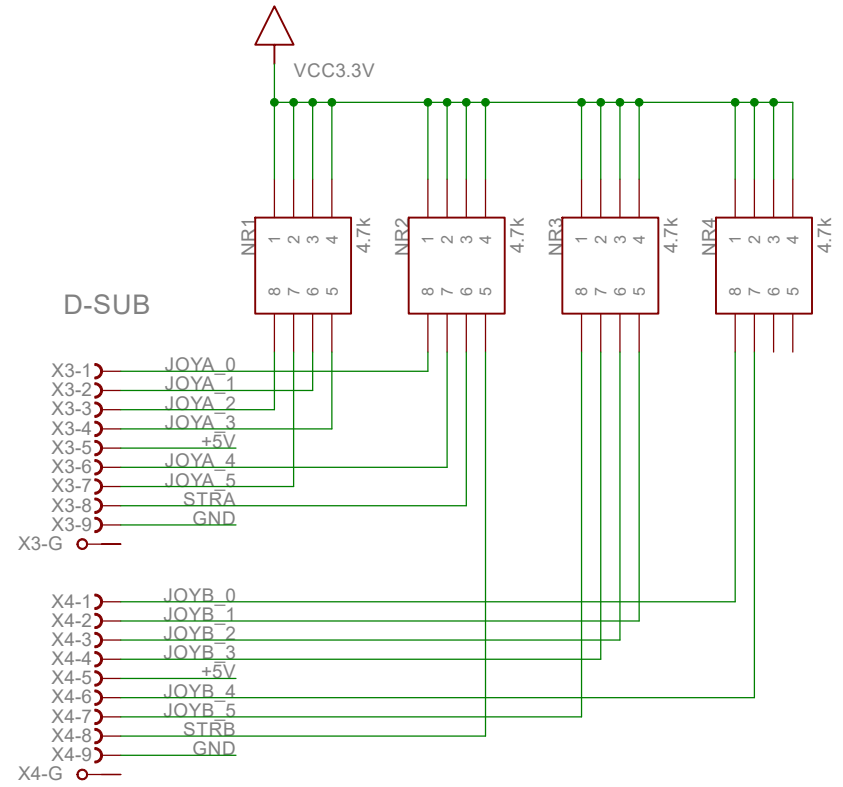 VCC3.3V
NR1 1 2 3 4 4.7k
8 7 6 5
NR2 1 2 3 4 4.7k
8 7 6 5
NR3 1 2 3 4 4.7k
8 7 6 5
NR4 1 2 3 4 4.7k
8 7 6 5
D-SUB
X3-1 JOYA_0
X3-2 JOYA_1
X3-3 JOYA_2
X3-4 JOYA_3
X3-5 +5V
X3-6 JOYA_4
X3-7 JOYA_5
X3-8 STRA
X3-9 GND
X3-G
X4-1 JOYB_0
X4-2 JOYB_1
X4-3 JOYB_2
X4-4 JOYB_3
X4-5 +5V
X4-6 JOYB_4
X4-7 JOYB_5
X4-8 STRB
X4-9 GND
X4-G